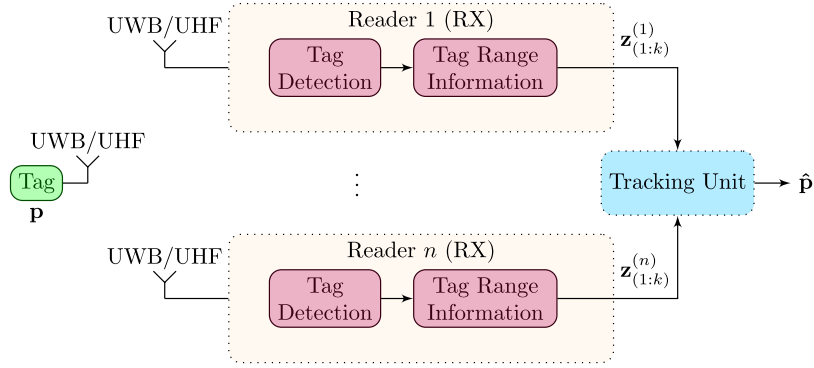 UWB/UHF
Reader 1 (RX)
Tag
Detection
Tag Range
Information
z^{(1)}_{(1:k)}
UWB/UHF
Tag
p
⋮
Tracking Unit
p̂
UWB/UHF
Reader n (RX)
Tag
Detection
Tag Range
Information
z^{(n)}_{(1:k)}